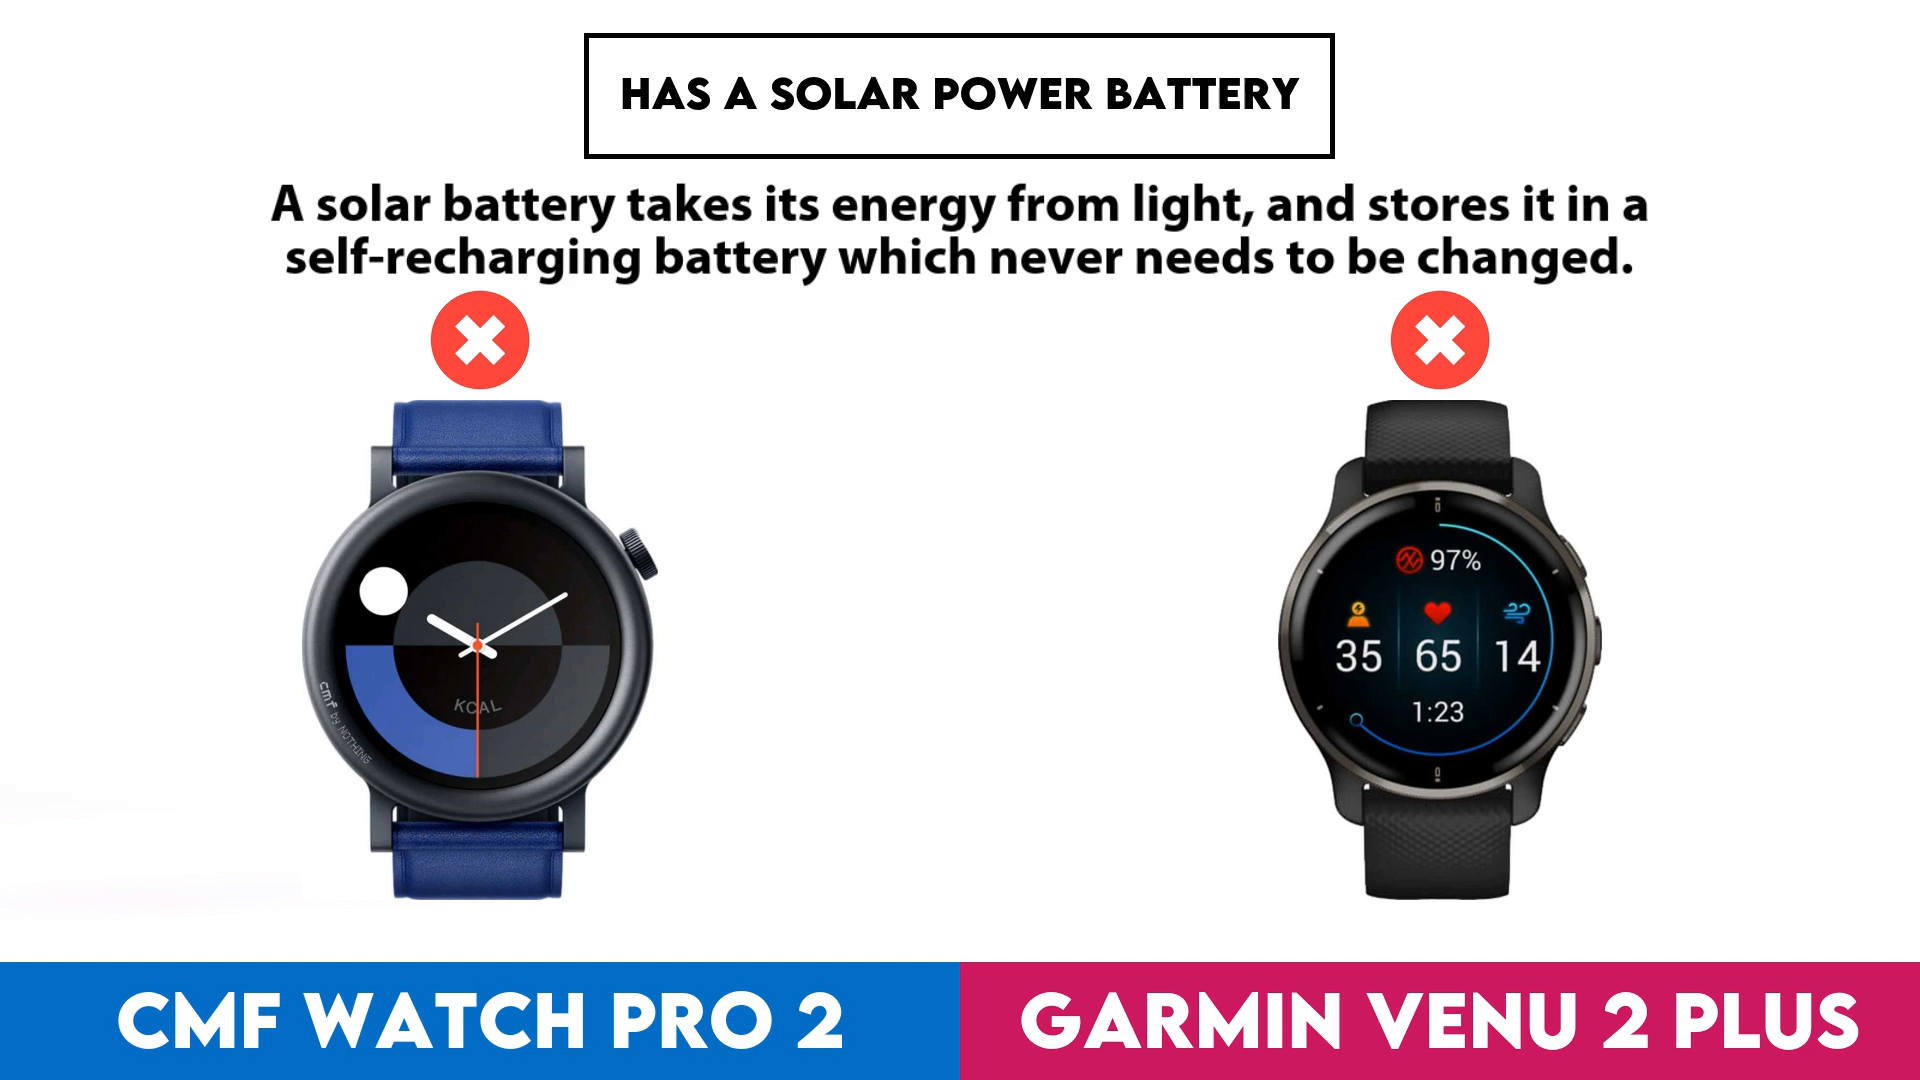 HAS A SOLAR POWER BATTERY
A solar battery takes its energy from light, and stores it in a
self-recharging battery which never needs to be changed.
KCAL
cmf by NOTHING
97%
35 65 14
1:23
CMF WATCH PRO 2
GARMIN VENU 2 PLUS